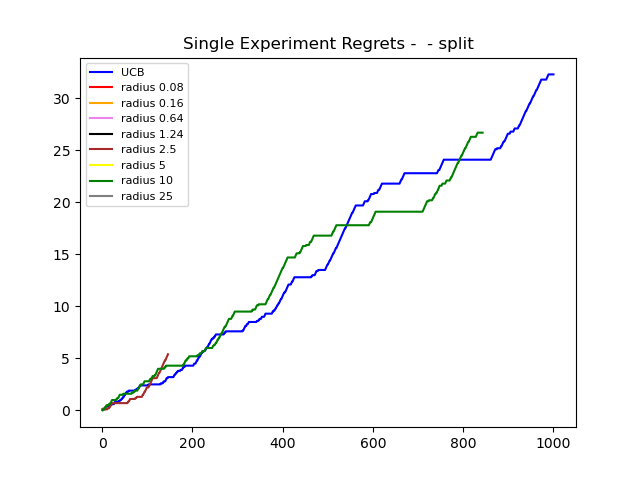 Single Experiment Regrets -  - split
UCB
radius 0.08
radius 0.16
radius 0.64
radius 1.24
radius 2.5
radius 5
radius 10
radius 25
30
25
20
15
10
5
0
0 200 400 600 800 1000